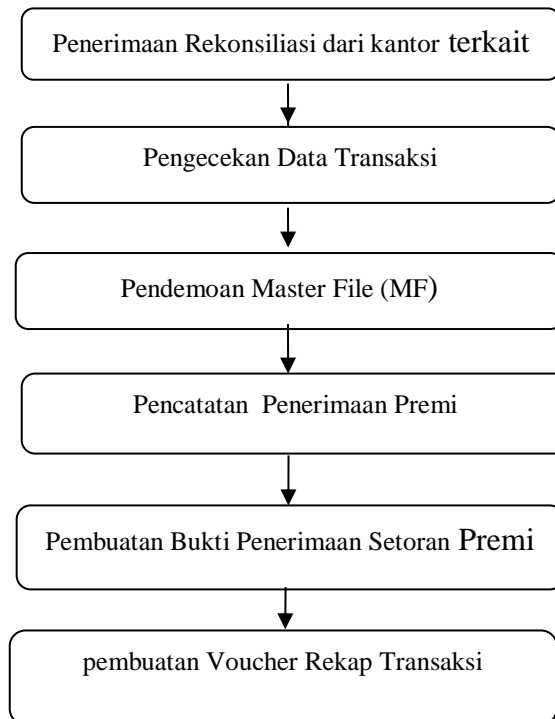 Penerimaan Rekonsiliasi dari kantor terkait
Pengecekan Data Transaksi
Pendemoan Master File (MF)
Pencatatan Penerimaan Premi
Pembuatan Bukti Penerimaan Setoran Premi
pembuatan Voucher Rekap Transaksi